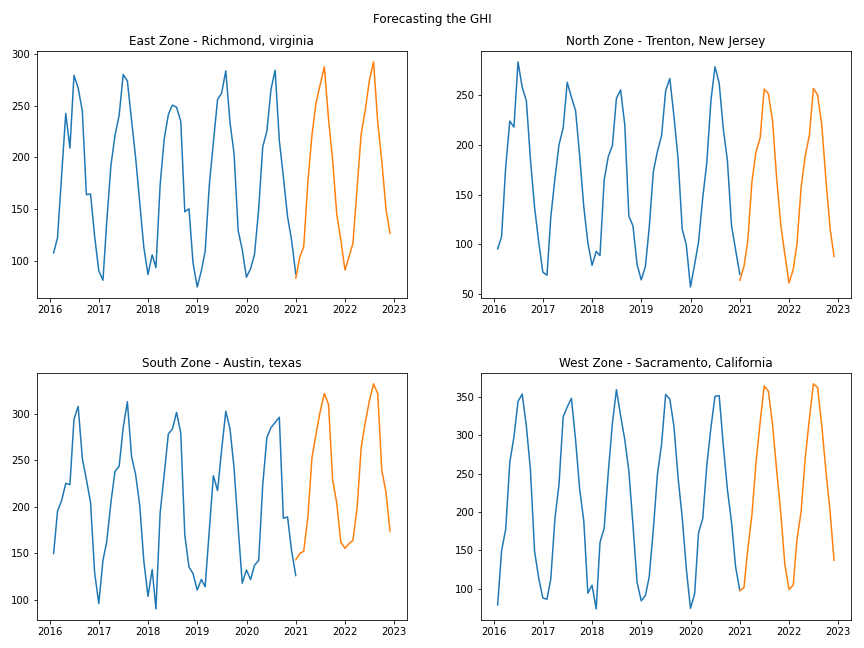 Forecasting the GHI
East Zone - Richmond, virginia
300
250
200
150
100
2016 2017 2018 2019 2020 2021 2022 2023
North Zone - Trenton, New Jersey
250
200
150
100
50
2016 2017 2018 2019 2020 2021 2022 2023
South Zone - Austin, texas
300
250
200
150
100
2016 2017 2018 2019 2020 2021 2022 2023
West Zone - Sacramento, California
350
300
250
200
150
100
2016 2017 2018 2019 2020 2021 2022 2023